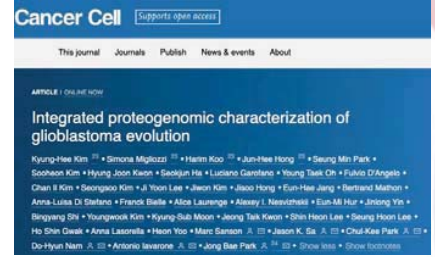 Cancer Cell Supports open access
This journal Journals Publish News & events About
ARTICLE | ONLINE NOW
Integrated proteogenomic characterization of
glioblastoma evolution
Kyung-Hee Kim • Simona Migliozzi • Harim Koo • Jun-Hee Hong • Seung Min Park •
Sooheon Kim • Hyung Joon Kwon • Seokjun Ha • Luciano Garofano • Young Taek Oh • Fulvio D'Angelo •
Chan Il Kim • Seongsoo Kim • Ji Yoon Lee • Jiwon Kim • Jisoo Hong • Eun-Hae Jang • Bertrand Mathon •
Anna-Luisa Di Stefano • Franck Bielle • Alice Laurenge • Alexey I. Nesvizhskii • Eun-Mi Hur • Jinlong Yin •
Bingyang Shi • Youngwook Kim • Kyung-Sub Moon • Jeong Taik Kwon • Shin Heon Lee • Seung Hoon Lee •
Ho Shin Gwak • Anna Lasorella • Heon Yoo • Marc Sanson • Jason K. Sa • Chul-Kee Park •
Do-Hyun Nam • Antonio Iavarone • Jong Bae Park • Show less • Show footnotes